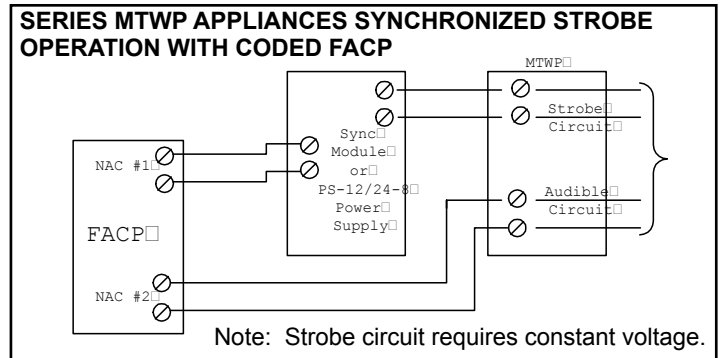 SERIES MTWP APPLIANCES SYNCHRONIZED STROBE
OPERATION WITH CODED FACP
MTWP
Strobe
Circuit
Sync
Module
or
PS-12/24-8
Power
Supply
NAC #1
Audible
Circuit
FACP
NAC #2
Note: Strobe circuit requires constant voltage.